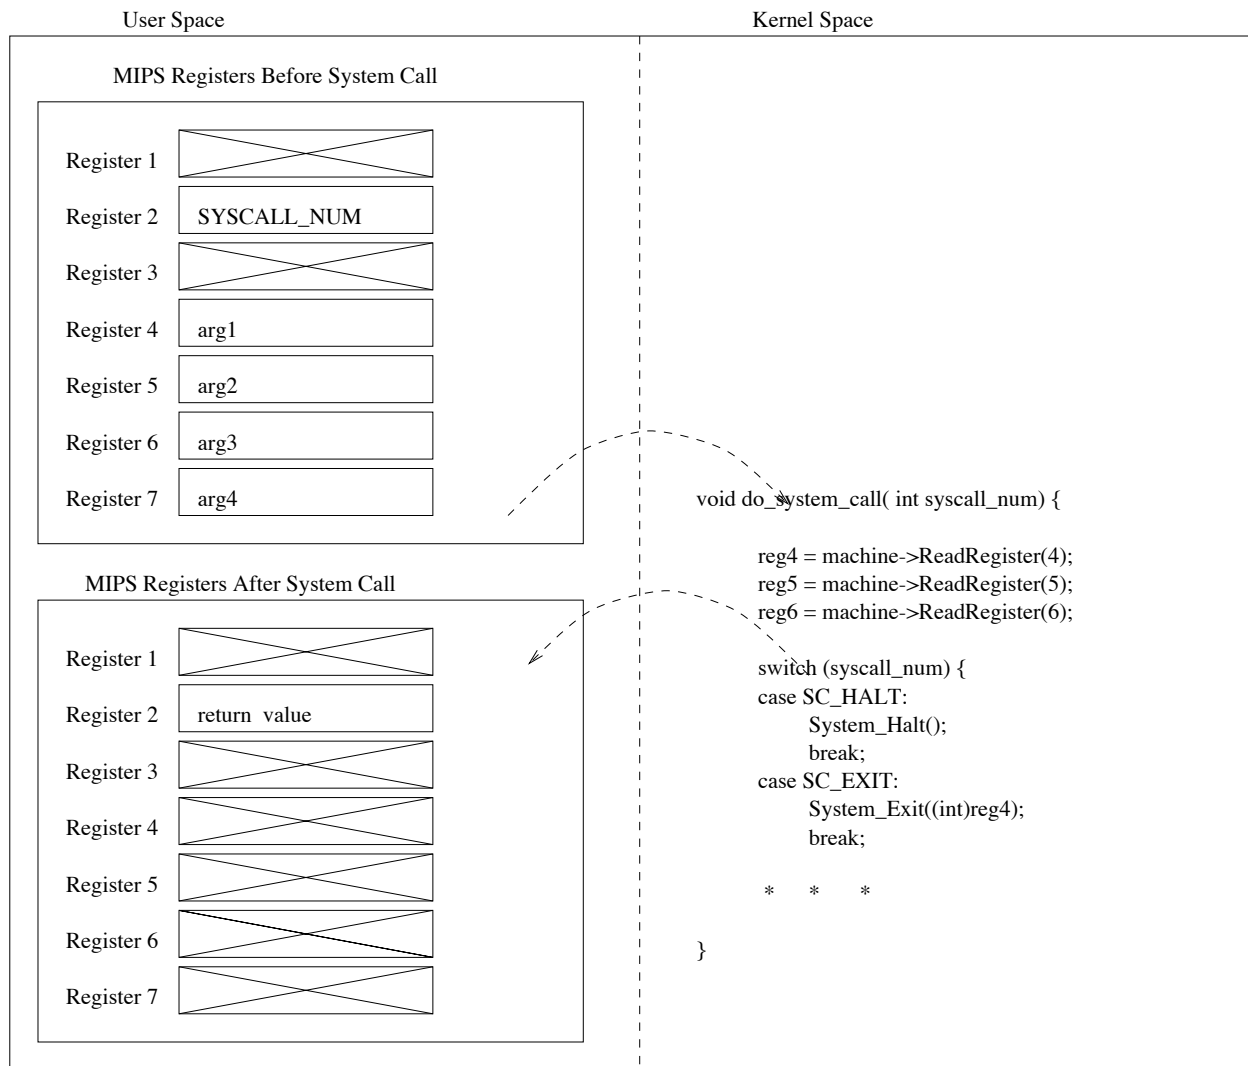 User Space
Kernel Space
MIPS Registers Before System Call
Register 1
Register 2 SYSCALL_NUM
Register 3
Register 4 arg1
Register 5 arg2
Register 6 arg3
Register 7 arg4
MIPS Registers After System Call
Register 1
Register 2 return value
Register 3
Register 4
Register 5
Register 6
Register 7
void do_system_call( int syscall_num) {
reg4 = machine->ReadRegister(4);
reg5 = machine->ReadRegister(5);
reg6 = machine->ReadRegister(6);
switch (syscall_num) {
case SC_HALT:
System_Halt();
break;
case SC_EXIT:
System_Exit((int)reg4);
break;
* * *
}